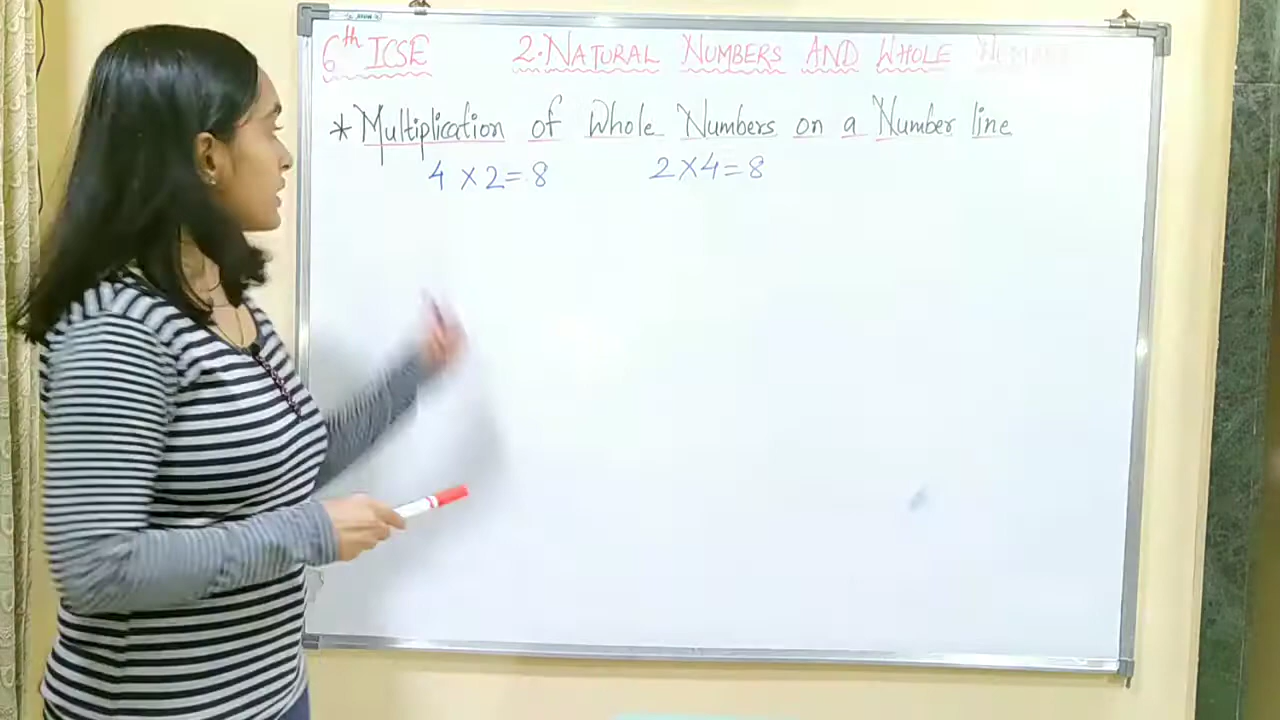 6th ICSE 2. NATURAL NUMBERS AND WHOLE
* Multiplication of Whole Numbers on a Number line
4 X 2 = 8 2 X 4 = 8